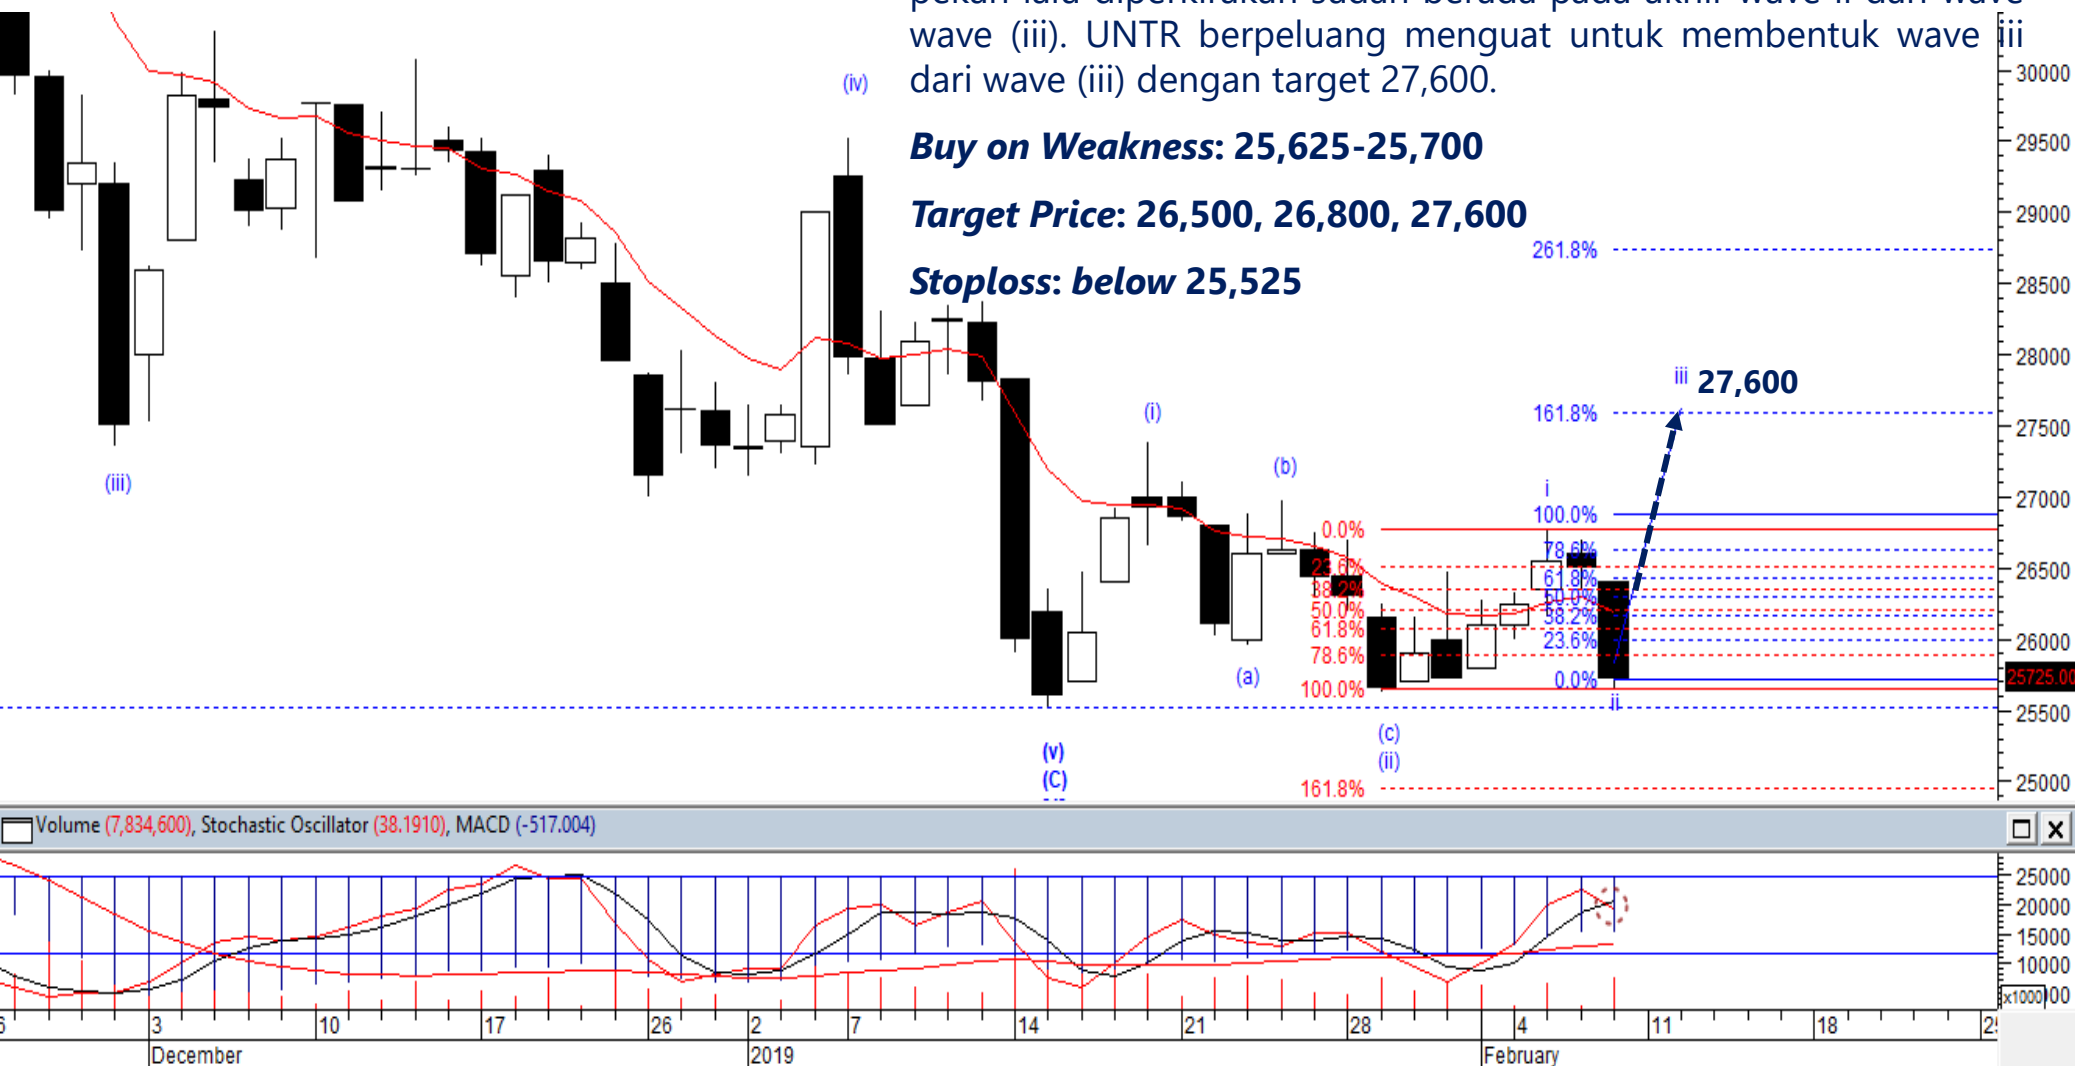 wave (iii). UNTR berpeluang menguat untuk membentuk wave iii
dari wave (iii) dengan target 27,600.
Buy on Weakness: 25,625-25,700
Target Price: 26,500, 26,800, 27,600
Stoploss: below 25,525
(iii)
(iv)
(v)
(C)
(i)
(a)
(b)
(c)
(ii)
i
ii
iii 27,600
0.0%
23.6%
38.2%
50.0%
61.8%
78.6%
100.0%
161.8%
261.8%
161.8%
100.0%
78.6%
61.8%
50.0%
38.2%
23.6%
0.0%
30000
29500
29000
28500
28000
27500
27000
26500
26000
25725.00
25500
25000
Volume (7,834,600), Stochastic Oscillator (38.1910), MACD (-517.004)
25000
20000
15000
10000
x1000
3 10 17 26 2 7 14 21 28 4 11 18
December 2019 February